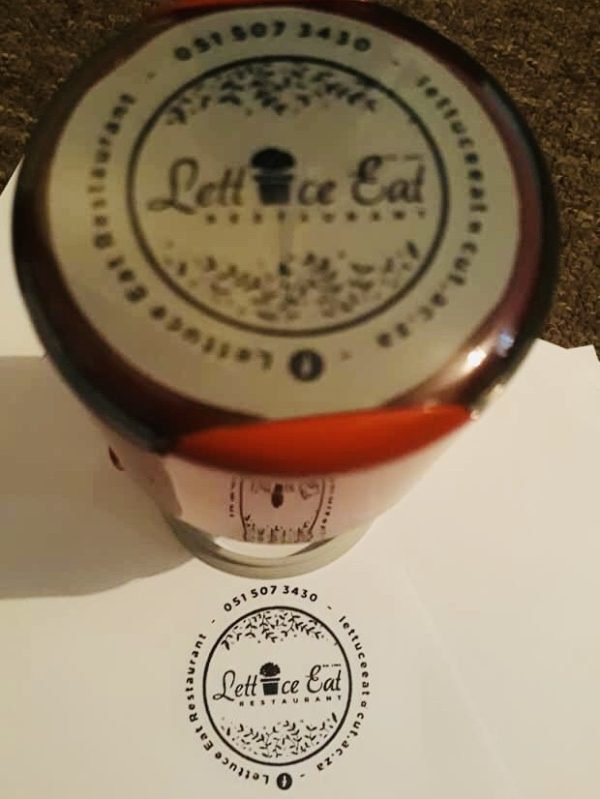 051 507 3430 - lettuceeat@cut.ac.za - Lettuce Eat Restaurant -
Lett ce Eat
RESTAURANT
051 507 3430 - lettuceeat@cut.ac.za - Lettuce Eat Restaurant -
Lett ce Eat
RESTAURANT